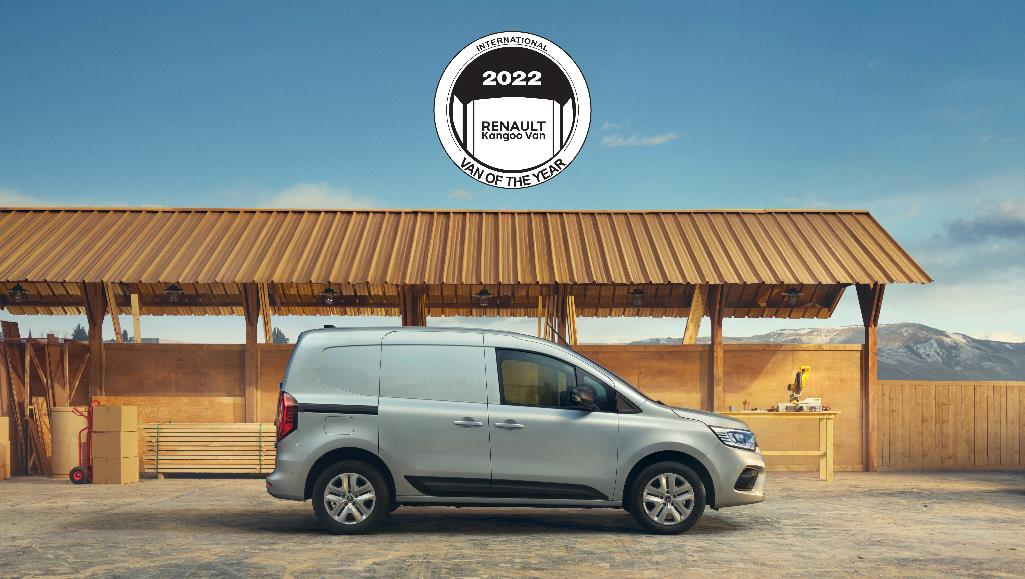 INTERNATIONAL
2022
RENAULT
Kangoo Van
VAN OF THE YEAR